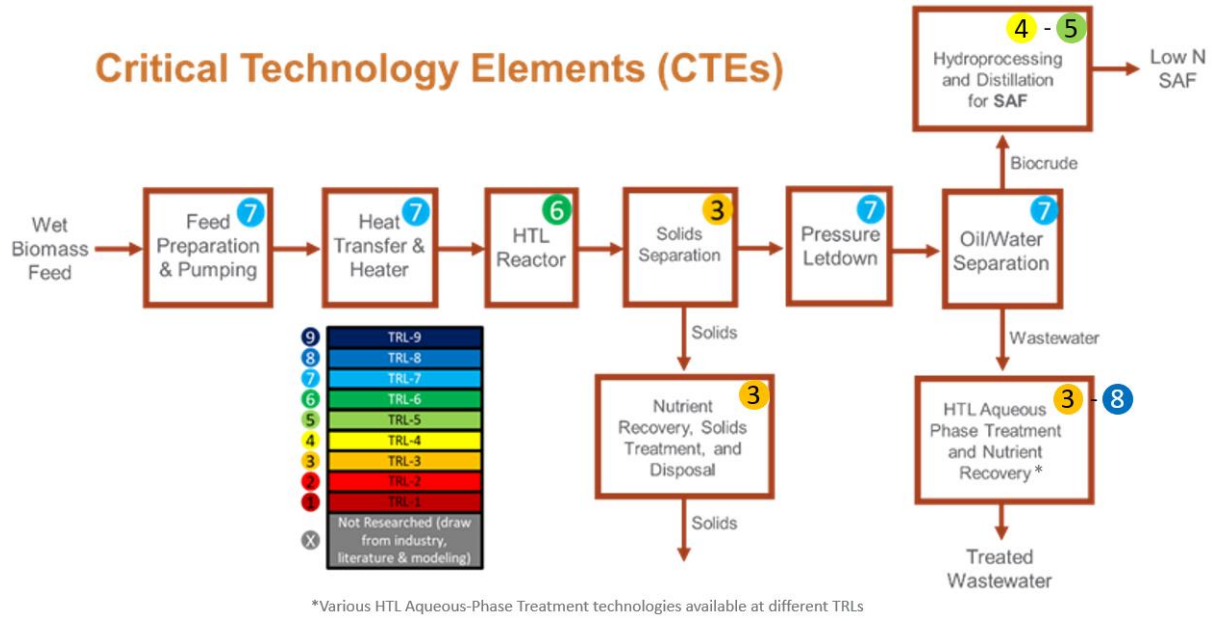 Critical Technology Elements (CTEs)
4 - 5
Hydroprocessing
and Distillation
for SAF
Low N
SAF
Biocrude
Wet
Biomass
Feed
7
Feed
Preparation
& Pumping
7
Heat
Transfer &
Heater
6
HTL
Reactor
3
Solids
Separation
7
Pressure
Letdown
7
Oil/Water
Separation
Solids
Wastewater
9 TRL-9
8 TRL-8
7 TRL-7
6 TRL-6
5 TRL-5
4 TRL-4
3 TRL-3
2 TRL-2
1 TRL-1
X Not Researched (draw
from industry,
literature & modeling)
3
Nutrient
Recovery, Solids
Treatment, and
Disposal
Solids
3 - 8
HTL Aqueous
Phase Treatment
and Nutrient
Recovery*
Treated
Wastewater
*Various HTL Aqueous-Phase Treatment technologies available at different TRLs